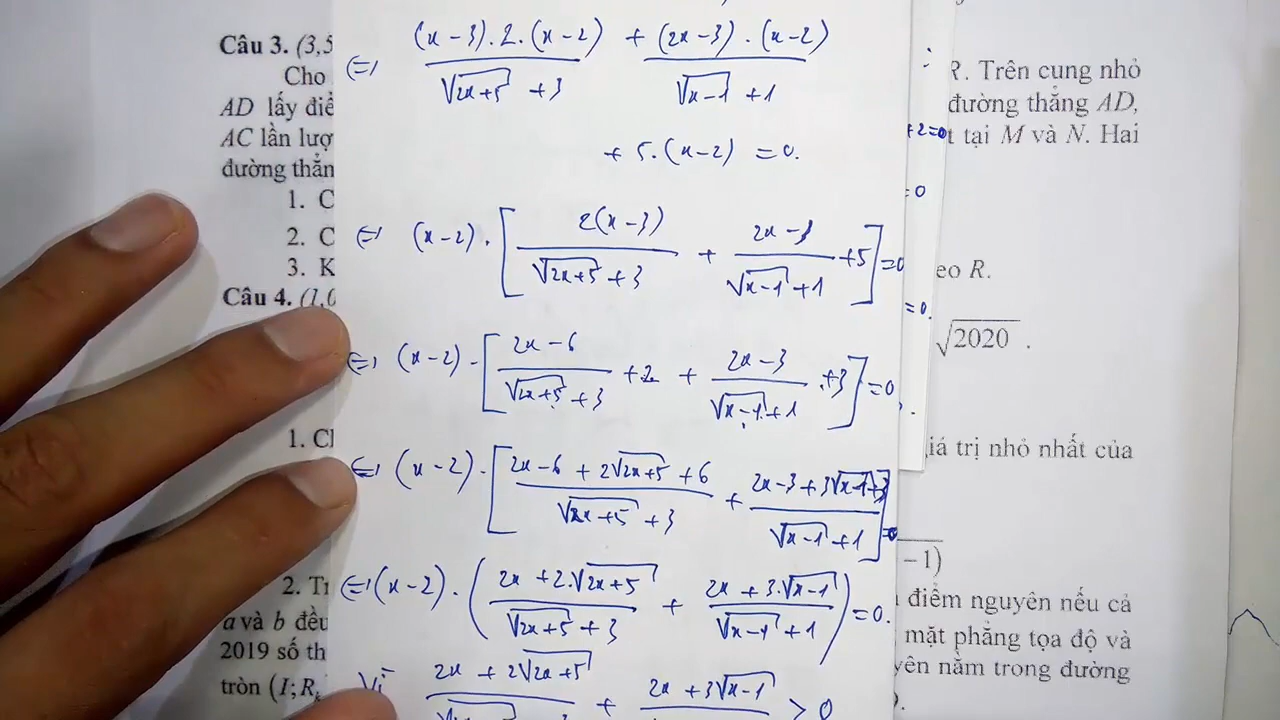 ⇔ (x-3).2.(x-2) / (√(2x+5) + 3) + (2x-3).(x-2) / (√(x-1) + 1)
+ 5.(x-2) = 0.
⇔ (x-2).[2(x-3) / (√(2x+5) + 3) + (2x-3) / (√(x-1) + 1) + 5] = 0
⇔ (x-2).[(2x-6) / (√(2x+5) + 3) + 2 + (2x-3) / (√(x-1) + 1) + 3] = 0
⇔ (x-2).[(2x-6 + 2√(2x+5) + 6) / (√(2x+5) + 3) + (2x-3+3√(x-1)+3) / (√(x-1) + 1)] = 0
⇔ (x-2).((2x + 2.√(2x+5)) / (√(2x+5) + 3) + (2x + 3.√(x-1)) / (√(x-1) + 1)) = 0.
Vì (2x + 2√(2x+5)) / + (2x + 3√(x-1)) / > 0
Câu 3. (3,5
Cho
AD lấy điể
AC lần lượ
đường thẳn
1. C
2. C
3. K
Câu 4. (1,0
1. Ch
2. Tr
a và b đều
2019 số th
tròn (I;R
R. Trên cung nhỏ
đường thẳng AD,
+2=0
t tại M và N. Hai
=0
eo R.
=0.
√2020 .
iá trị nhỏ nhất của
−1)
điểm nguyên nếu cả
mặt phẳng tọa độ và
yên nằm trong đường